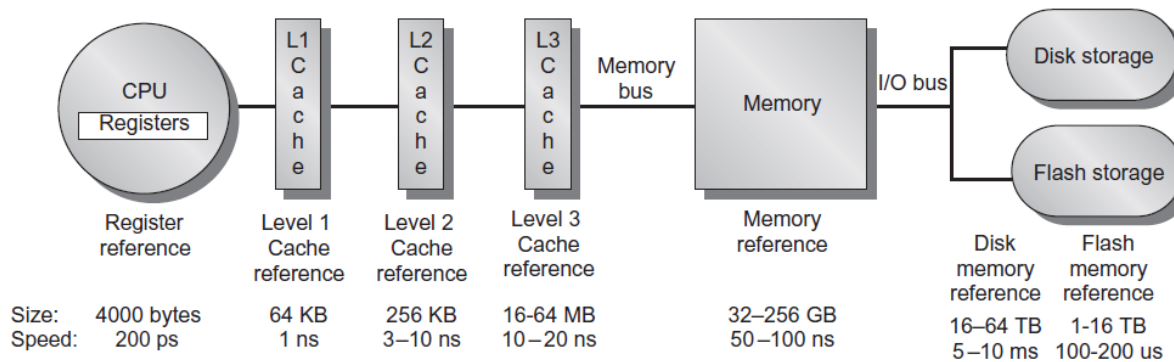 CPU
Registers
L1
C
a
c
h
e
L2
C
a
c
h
e
L3
C
a
c
h
e
Memory
bus
Memory
I/O bus
Disk storage
Flash storage
Register
reference
Level 1
Cache
reference
Level 2
Cache
reference
Level 3
Cache
reference
Memory
reference
Disk
memory
reference
Flash
memory
reference
Size: 4000 bytes 64 KB 256 KB 16-64 MB 32–256 GB 16–64 TB 1-16 TB
Speed: 200 ps 1 ns 3–10 ns 10–20 ns 50–100 ns 5–10 ms 100-200 us